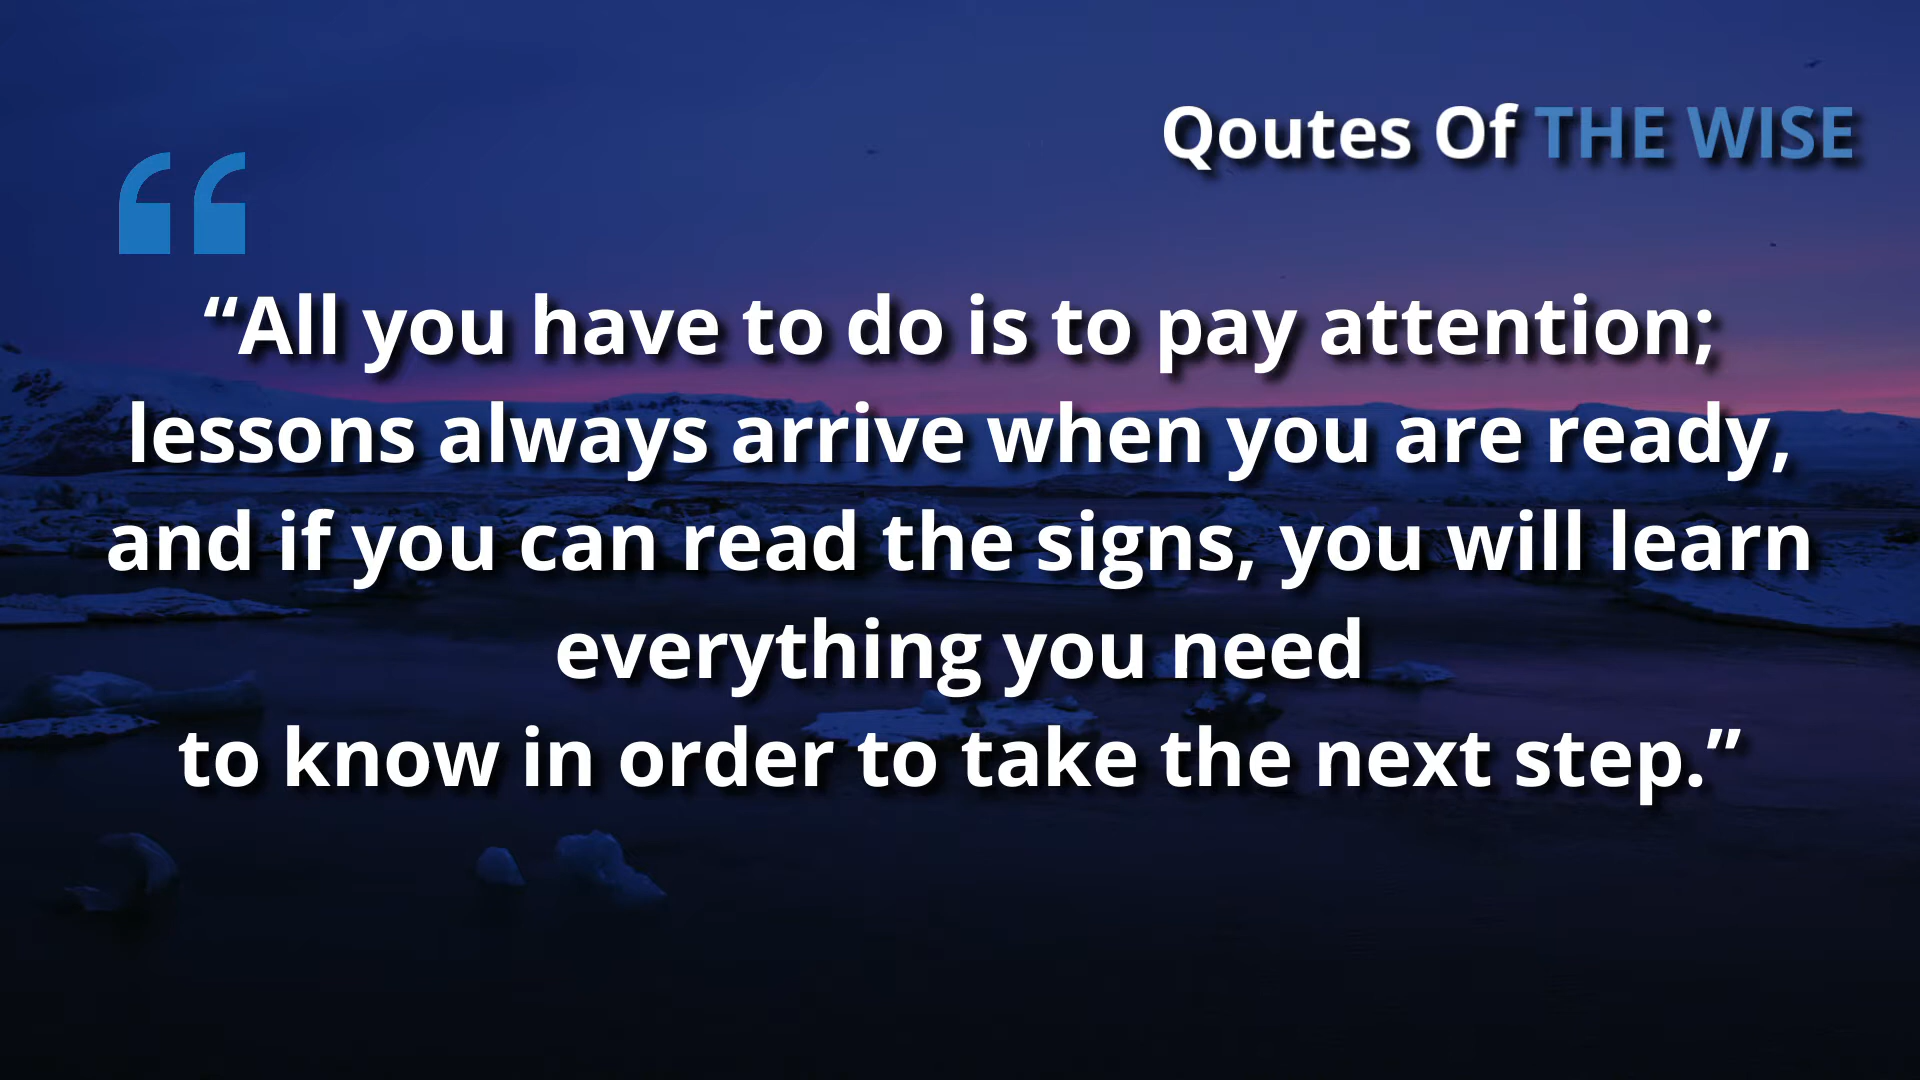 Qoutes Of THE WISE
“All you have to do is to pay attention;
lessons always arrive when you are ready,
and if you can read the signs, you will learn
everything you need
to know in order to take the next step.”